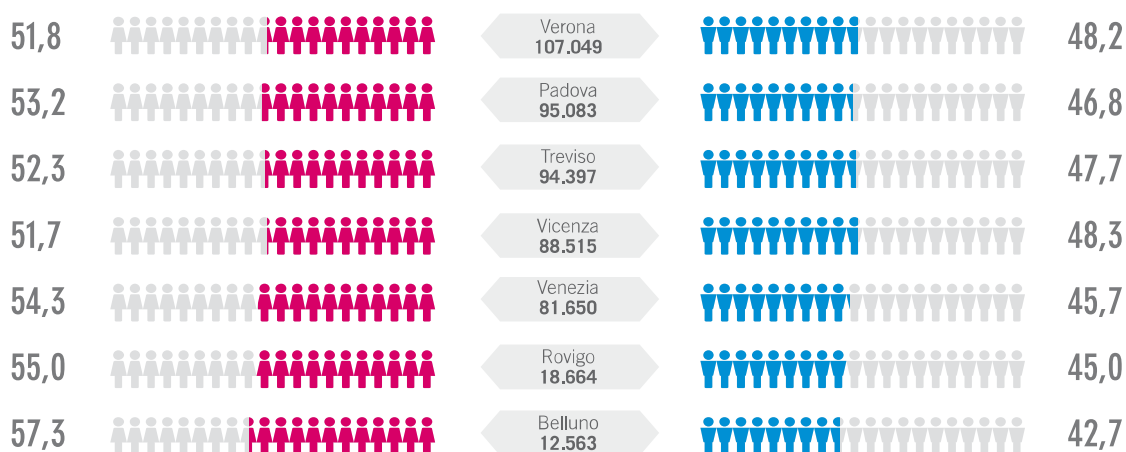 51,8 Verona 48,2
107.049
53,2 Padova 46,8
95.083
52,3 Treviso 47,7
94.397
51,7 Vicenza 48,3
88.515
54,3 Venezia 45,7
81.650
55,0 Rovigo 45,0
18.664
57,3 Belluno 42,7
12.563